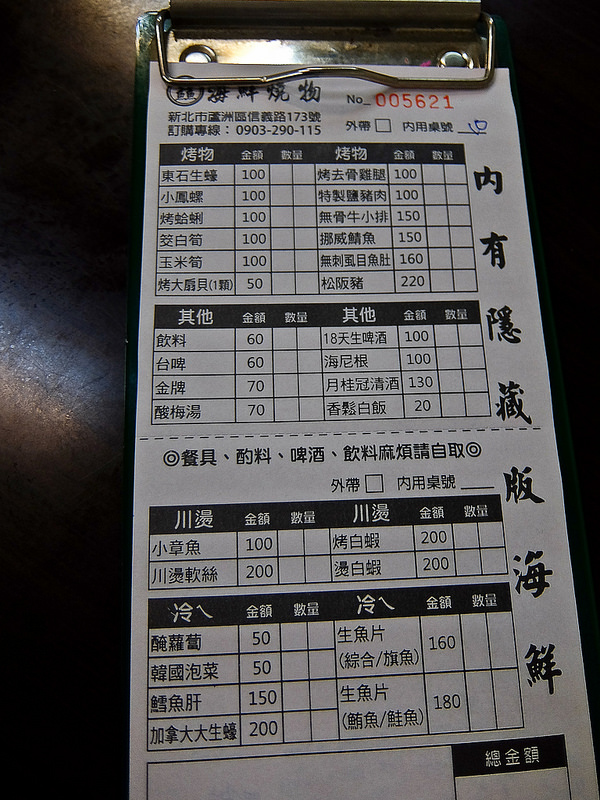 海鮮燒物 No_005621
新北市蘆洲區信義路173號
訂購專線：0903-290-115 外帶 內用桌號
烤物 金額 數量 烤物 金額 數量
東石生蠔 100 烤去骨雞腿 100
小鳳螺 100 特製鹽豬肉 100
烤蛤蜊 100 無骨牛小排 150
茭白筍 100 挪威鯖魚 150
玉米筍 100 無刺虱目魚肚 160
烤大扇貝(1顆) 50 松阪豬 220
其他 金額 數量 其他 金額 數量
飲料 60 18天生啤酒 100
台啤 60 海尼根 100
金牌 70 月桂冠清酒 130
酸梅湯 70 香鬆白飯 20
◎餐具、酌料、啤酒、飲料麻煩請自取◎
外帶 內用桌號
川燙 金額 數量 川燙 金額 數量
小章魚 100 烤白蝦 200
川燙軟絲 200 燙白蝦 200
冷ㄟ 金額 數量 冷ㄟ 金額 數量
醃蘿蔔 50 生魚片(綜合/旗魚) 160
韓國泡菜 50
鱈魚肝 150 生魚片(鮪魚/鮭魚) 180
加拿大大生蠔 200
總金額
內有隱藏版海鮮